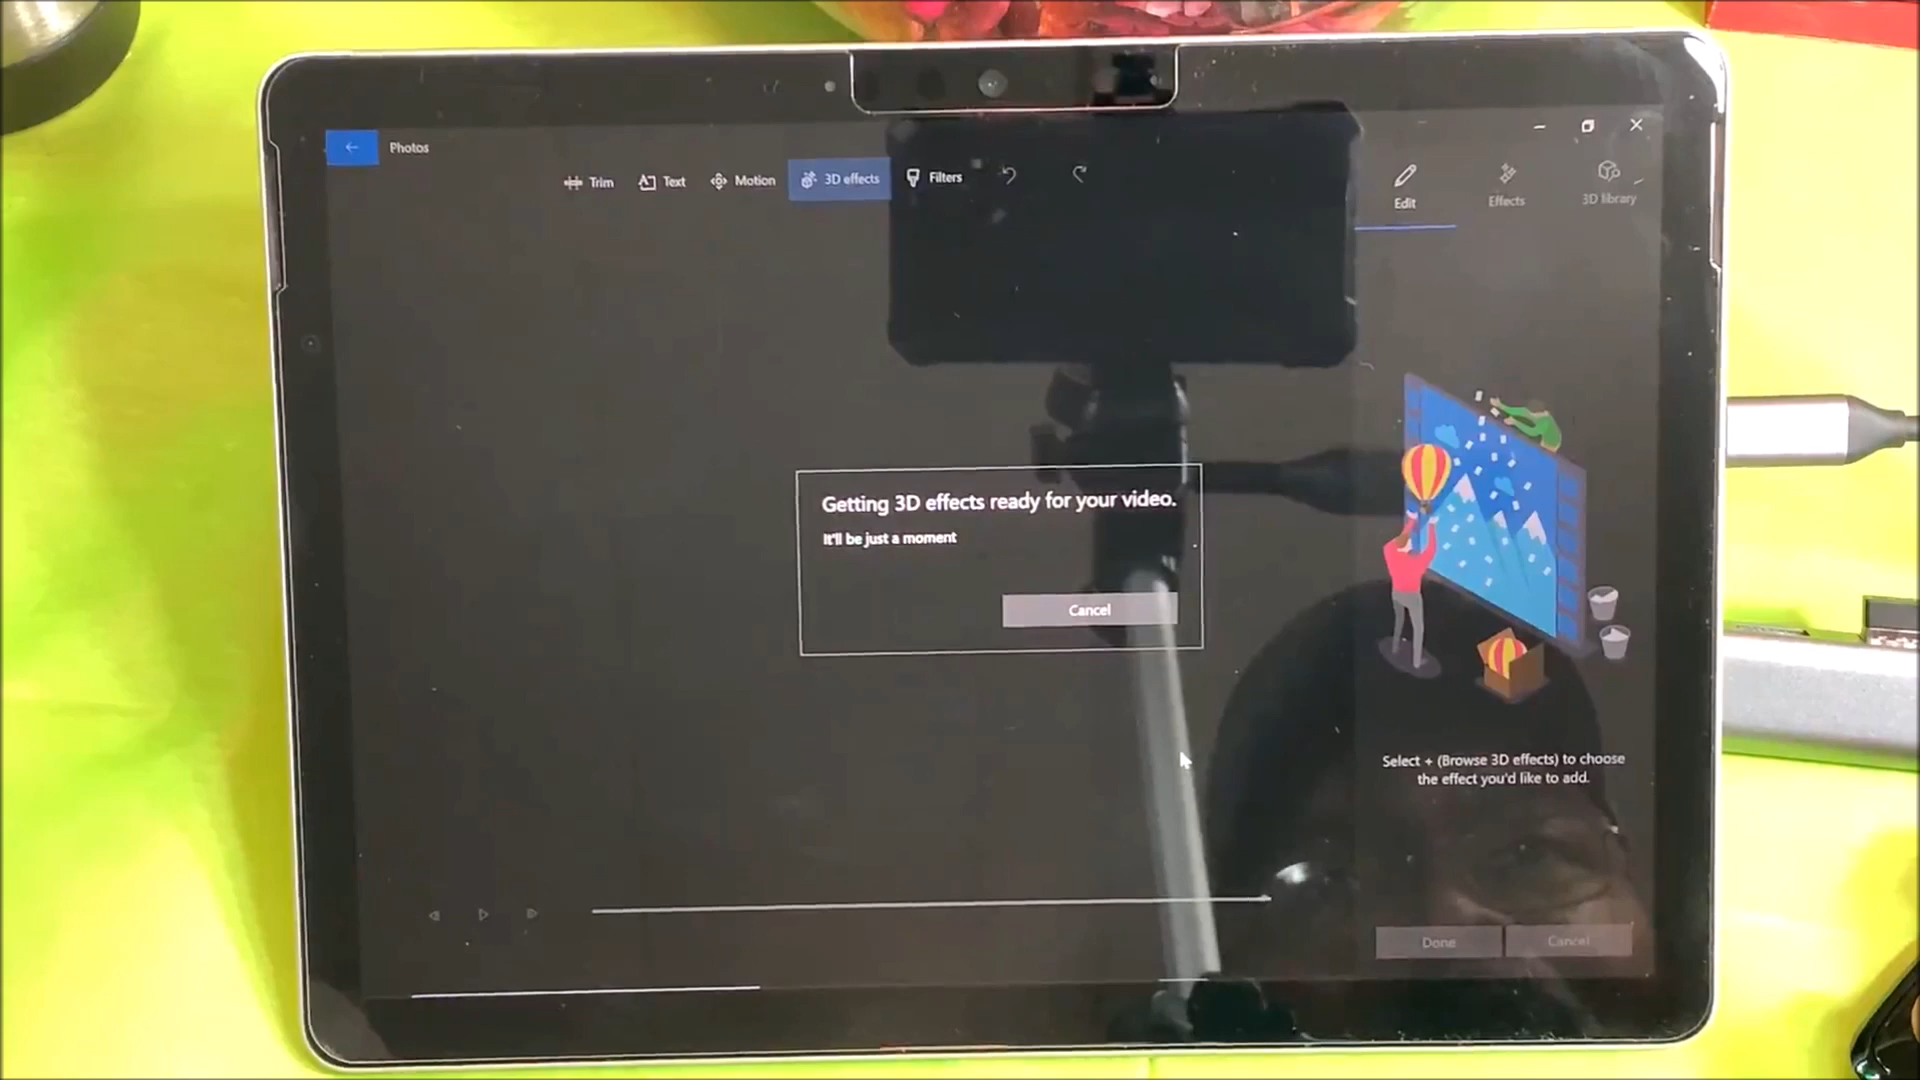 Photos
Trim
Text
Motion
3D effects
Filters
Edit
Effects
3D library
Getting 3D effects ready for your video.
It'll be just a moment
Cancel
Select + (Browse 3D effects) to choose
the effect you'd like to add.
Done
Cancel